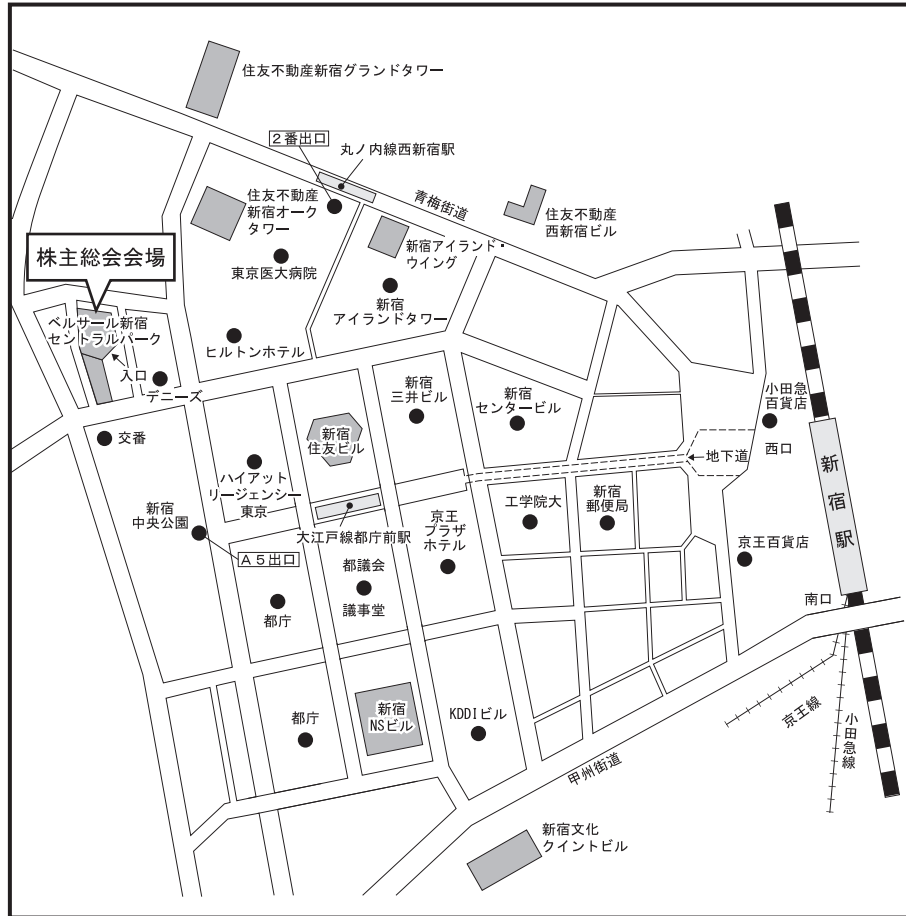 住友不動産新宿グランドタワー
2番出口
丸ノ内線西新宿駅
青梅街道
住友不動産
新宿オーク
タワー
住友不動産
西新宿ビル
新宿アイランド・
ウイング
株主総会会場
東京医大病院
新宿
アイランドタワー
ベルサール新宿
セントラルパーク
入口
ヒルトンホテル
デニーズ
新宿
三井ビル
新宿
センタービル
小田急
百貨店
西口
交番
新宿
住友ビル
地下道
新宿駅
ハイアット
リージェンシー
東京
新宿
中央公園
大江戸線都庁前駅
京王
プラザ
ホテル
工学院大
新宿
郵便局
京王百貨店
A5出口
都議会
議事堂
都庁
南口
都庁
新宿
NSビル
KDDIビル
京王線
小田急線
甲州街道
新宿文化
クイントビル